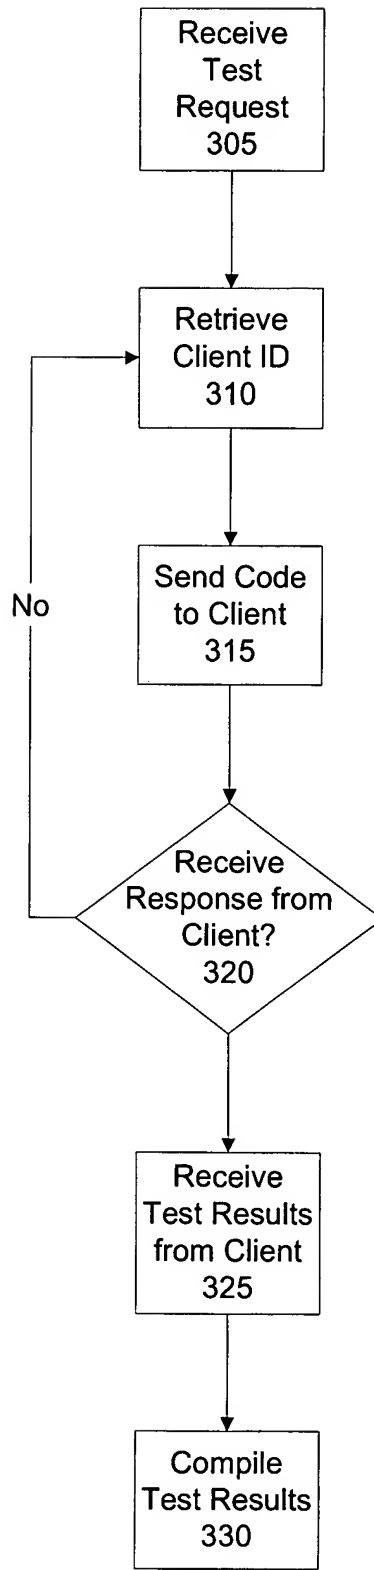 Receive
Test
Request
305
Retrieve
Client ID
310
Send Code
to Client
315
No
Receive
Response from
Client?
320
Receive
Test Results
from Client
325
Compile
Test Results
330